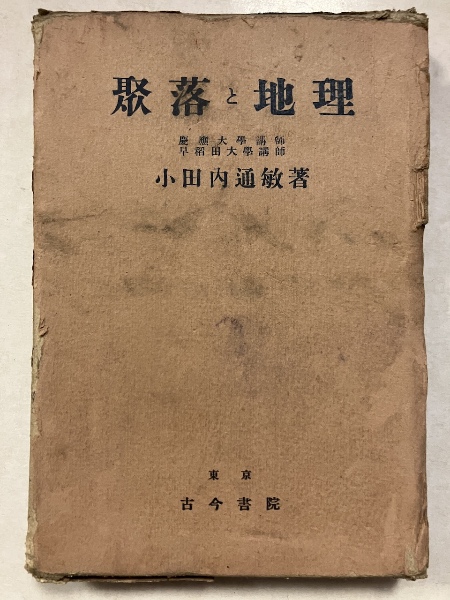 聚落と地理
慶應大學講師
早稻田大學講師
小田内通敏著
東京
古今書院